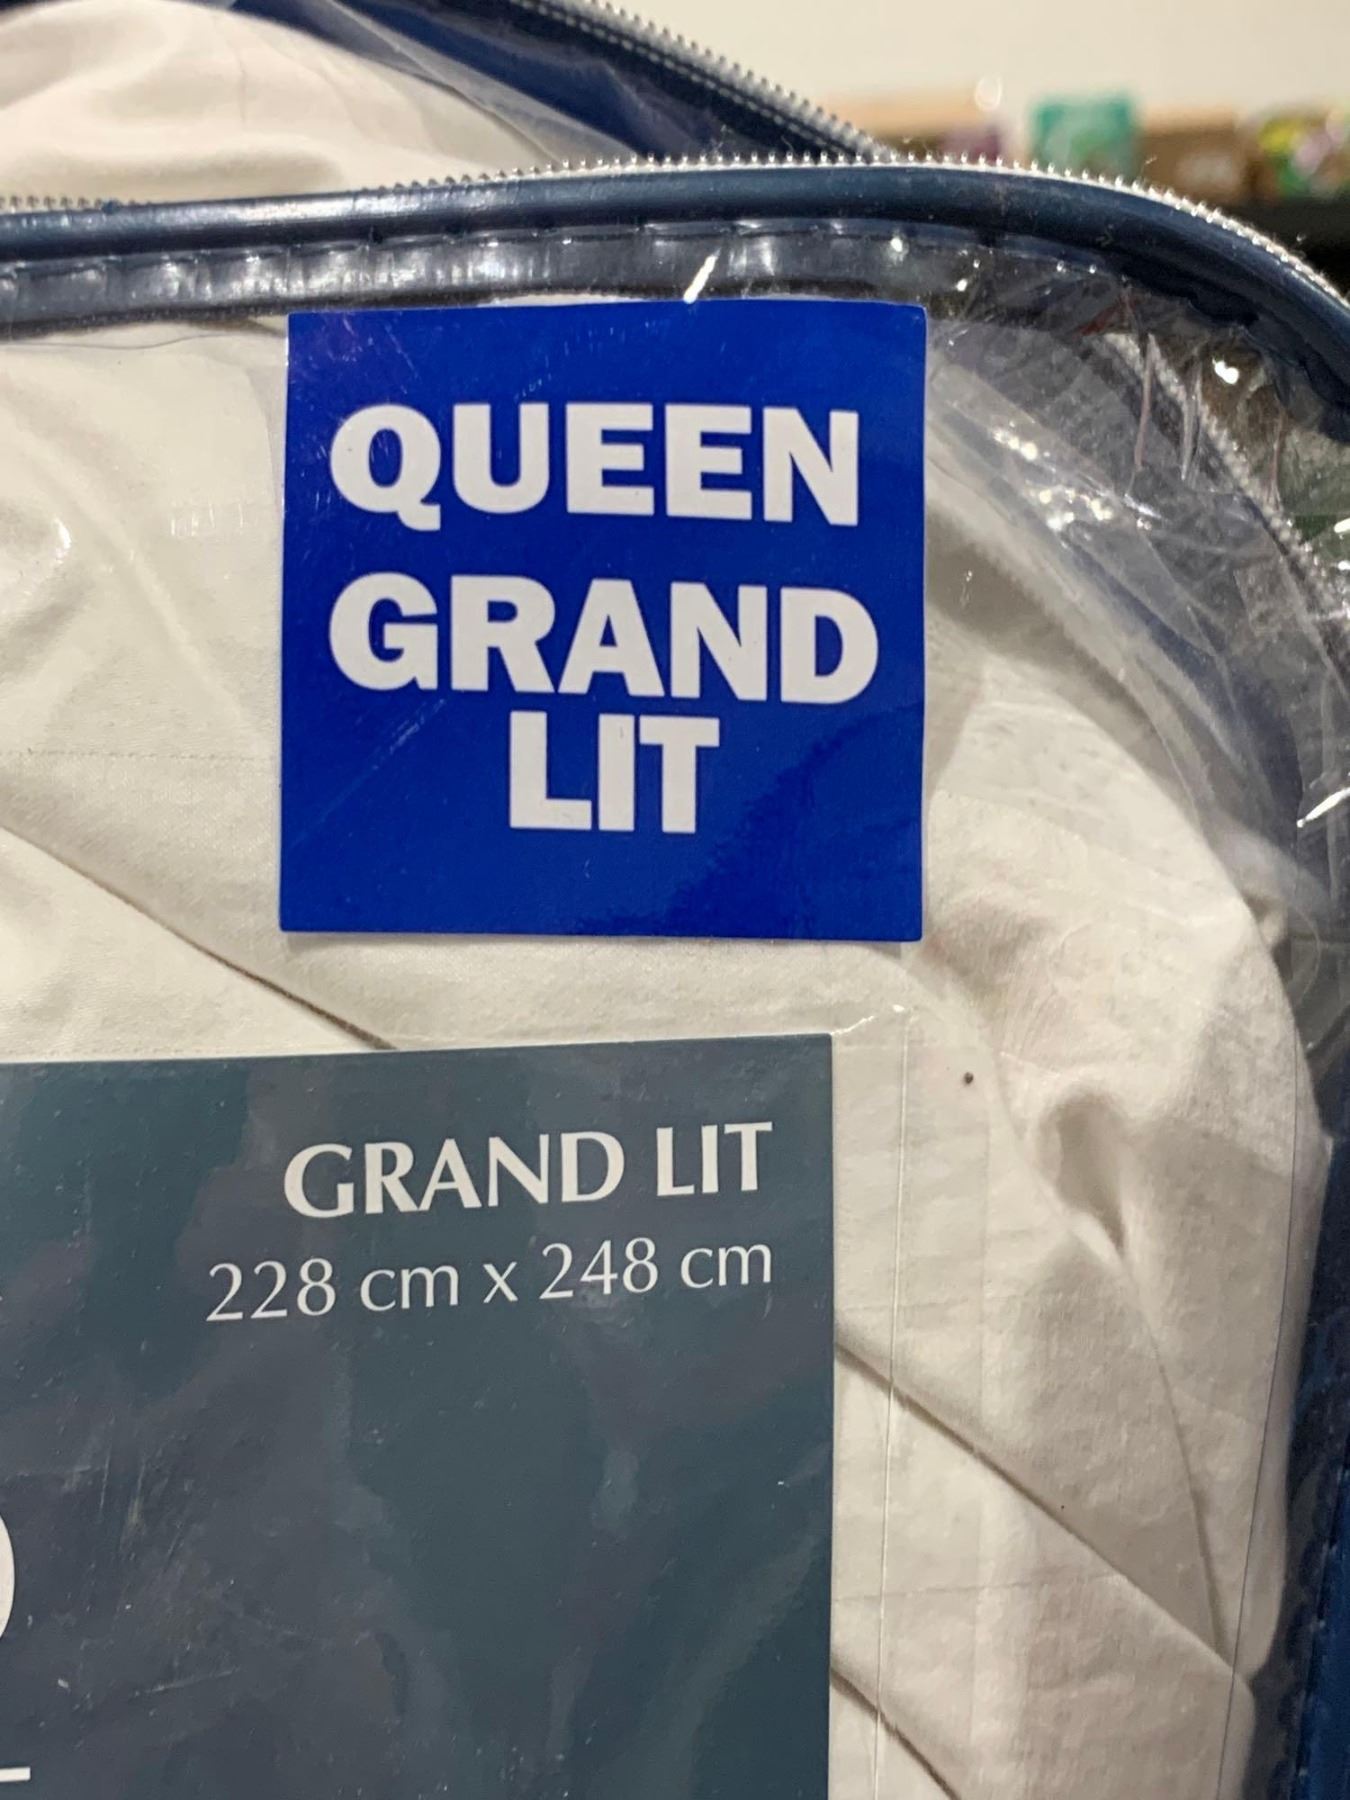 QUEEN
GRAND
LIT
GRAND LIT
228 cm x 248 cm